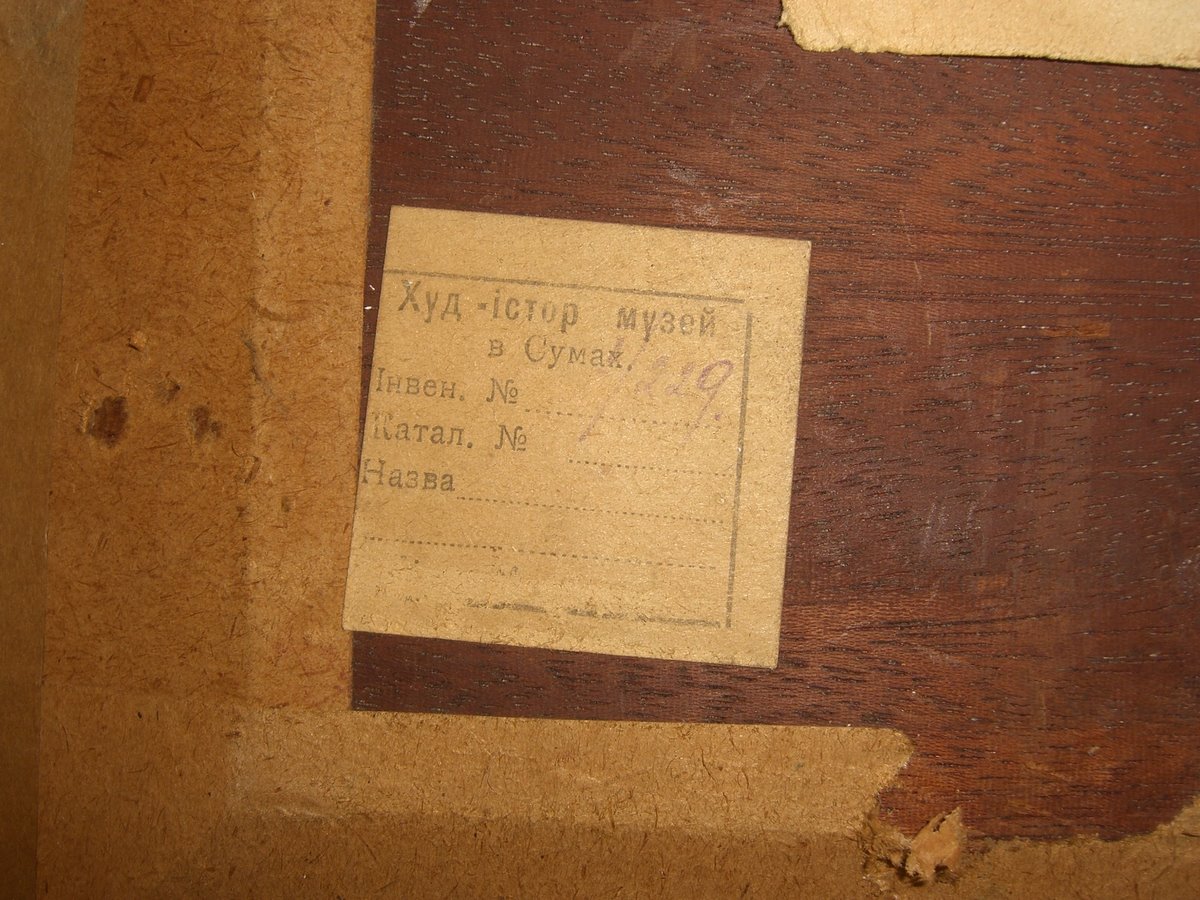 Худ -істор музей
в Сумах.
Інвен. №
Катал. №
Назва